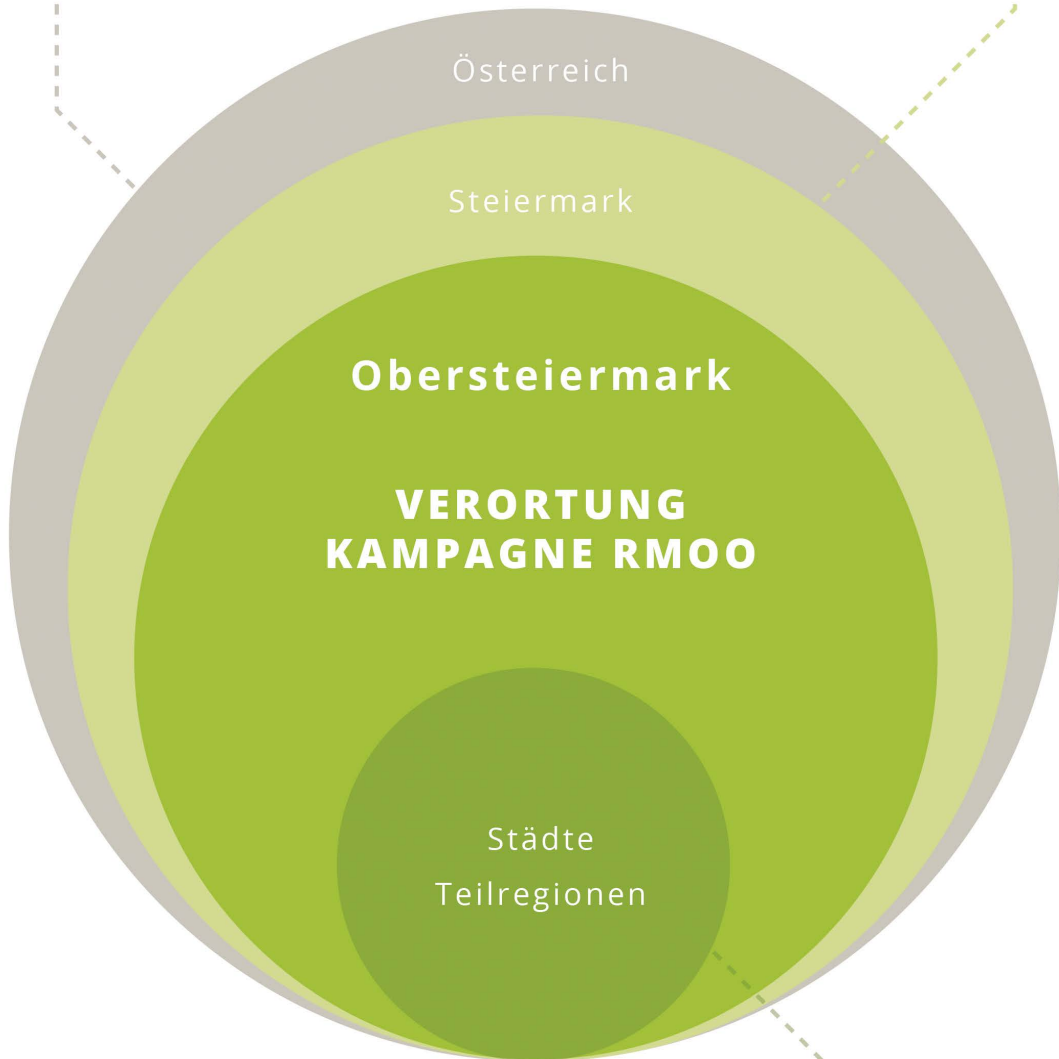 Österreich
Steiermark
Obersteiermark
VERORTUNG
KAMPAGNE RMOO
Städte
Teilregionen